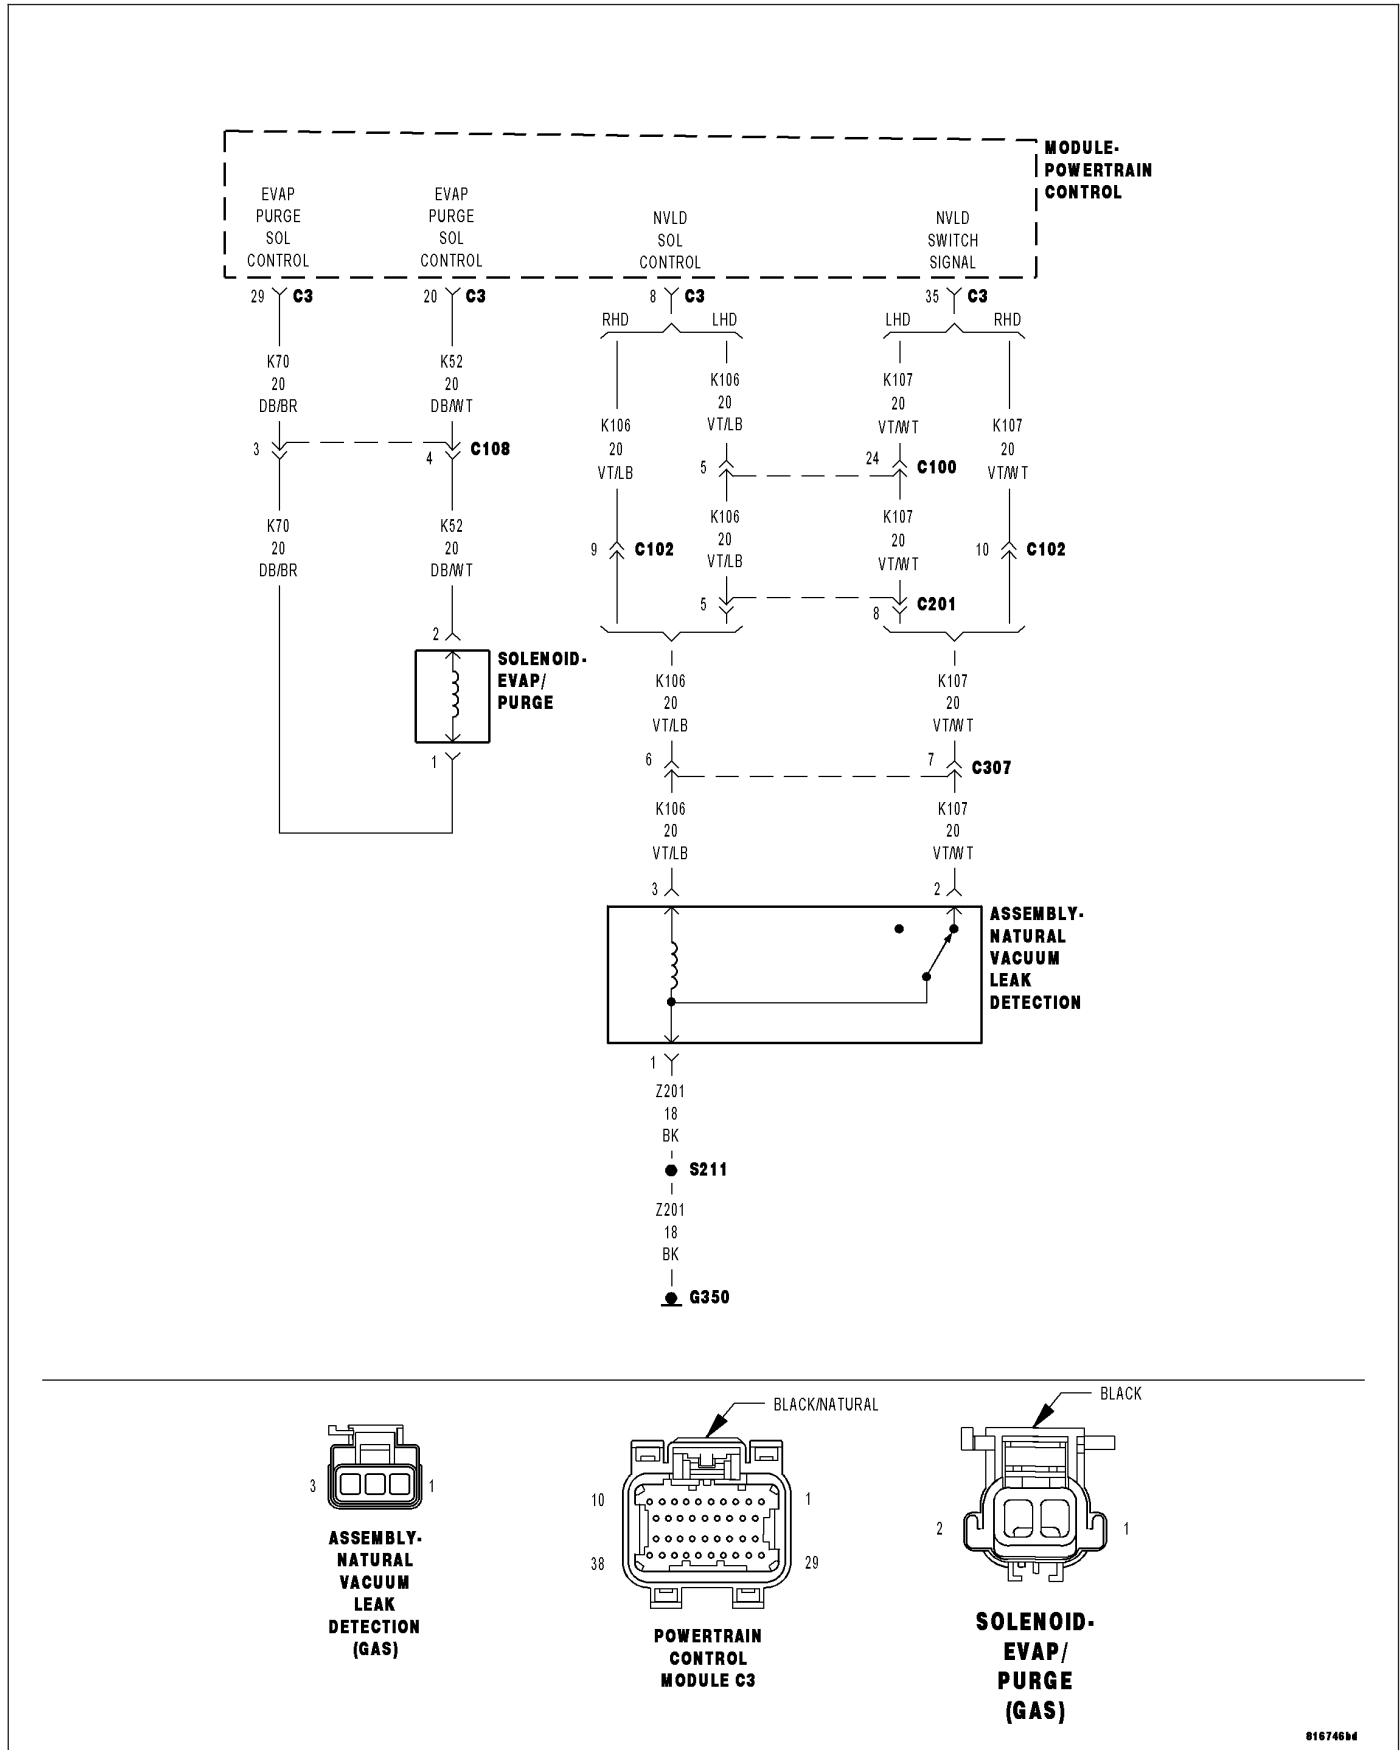 MODULE-
POWERTRAIN
CONTROL
EVAP
PURGE
SOL
CONTROL
EVAP
PURGE
SOL
CONTROL
NVLD
SOL
CONTROL
NVLD
SWITCH
SIGNAL
29 C3
20 C3
8 C3
35 C3
RHD
LHD
LHD
RHD
K70
20
DB/BR
K52
20
DB/WT
K106
20
VT/LB
K106
20
VT/LB
K107
20
VT/WT
K107
20
VT/WT
3
4
C108
5
24
C100
K70
20
DB/BR
K52
20
DB/WT
9
C102
K106
20
VT/LB
K107
20
VT/WT
10
C102
5
8
C201
2
SOLENOID-
EVAP/
PURGE
1
K106
20
VT/LB
K107
20
VT/WT
6
7
C307
K106
20
VT/LB
K107
20
VT/WT
3
2
ASSEMBLY-
NATURAL
VACUUM
LEAK
DETECTION
1
Z201
18
BK
S211
Z201
18
BK
G350
3
1
ASSEMBLY-
NATURAL
VACUUM
LEAK
DETECTION
(GAS)
BLACK/NATURAL
10
1
38
29
POWERTRAIN
CONTROL
MODULE C3
BLACK
2
1
SOLENOID-
EVAP/
PURGE
(GAS)
816746bd